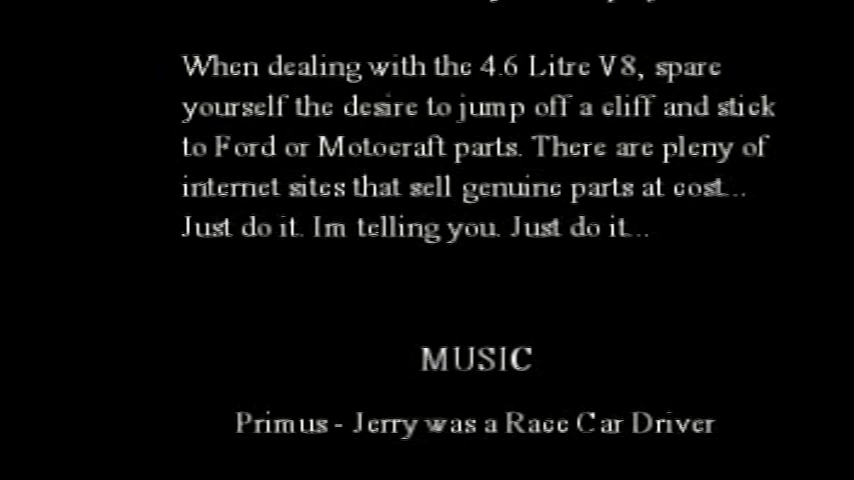 When dealing with the 4.6 Litre V8, spare
yourself the desire to jump off a cliff and stick
to Ford or Motocraft parts. There are pleny of
internet sites that sell genuine parts at cost...
Just do it. Im telling you. Just do it...
MUSIC
Primus - Jerry was a Race Car Driver